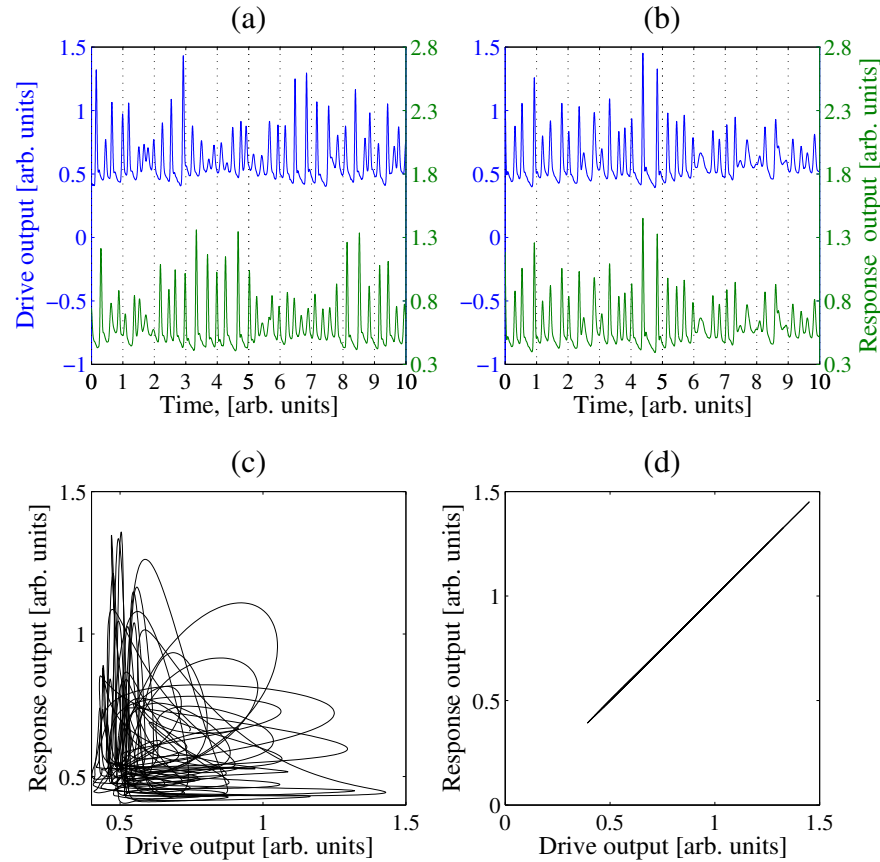 (a)
(b)
Drive output [arb. units]
1.5
1
0.5
0
−0.5
−1
2.8
2.3
1.8
1.3
0.8
0.3
0 1 2 3 4 5 6 7 8 9 10
Time, [arb. units]
1.5
1
0.5
0
−0.5
−1
2.8
2.3
1.8
1.3
0.8
0.3
Response output [arb. units]
0 1 2 3 4 5 6 7 8 9 10
Time, [arb. units]
(c)
(d)
Response output [arb. units]
1.5
1
0.5
0.5 1 1.5
Drive output [arb. units]
Response output [arb. units]
1.5
1
0.5
0
0 0.5 1 1.5
Drive output [arb. units]